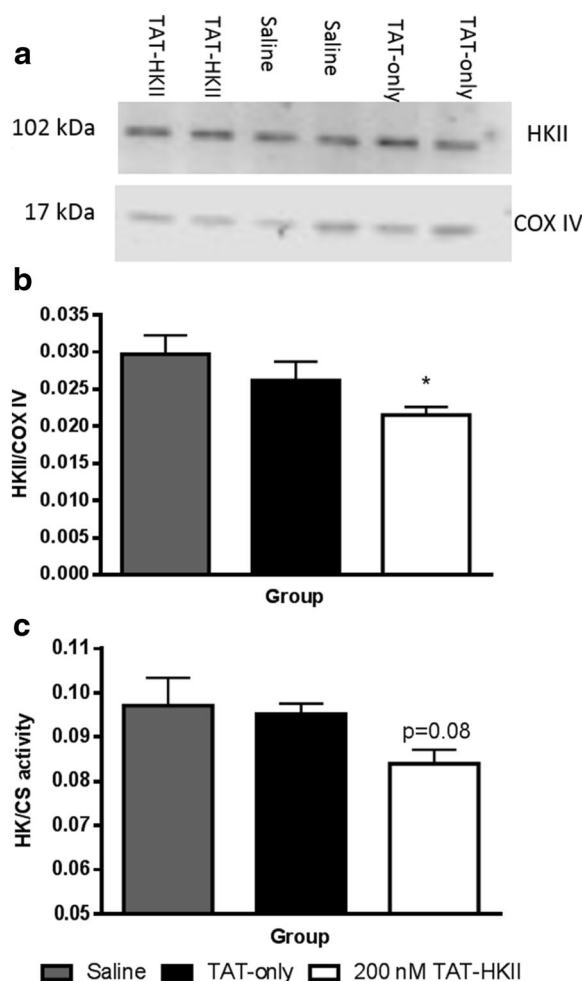 a
TAT-HKII
TAT-HKII
Saline
Saline
TAT-only
TAT-only
102 kDa
HKII
17 kDa
COX IV
b
0.035
0.030
0.025
0.020
0.015
0.010
0.005
0.000
HKII/COX IV
*
Group
c
0.11
0.10
0.09
0.08
0.07
0.06
0.05
HK/CS activity
p=0.08
Group
Saline TAT-only 200 nM TAT-HKII